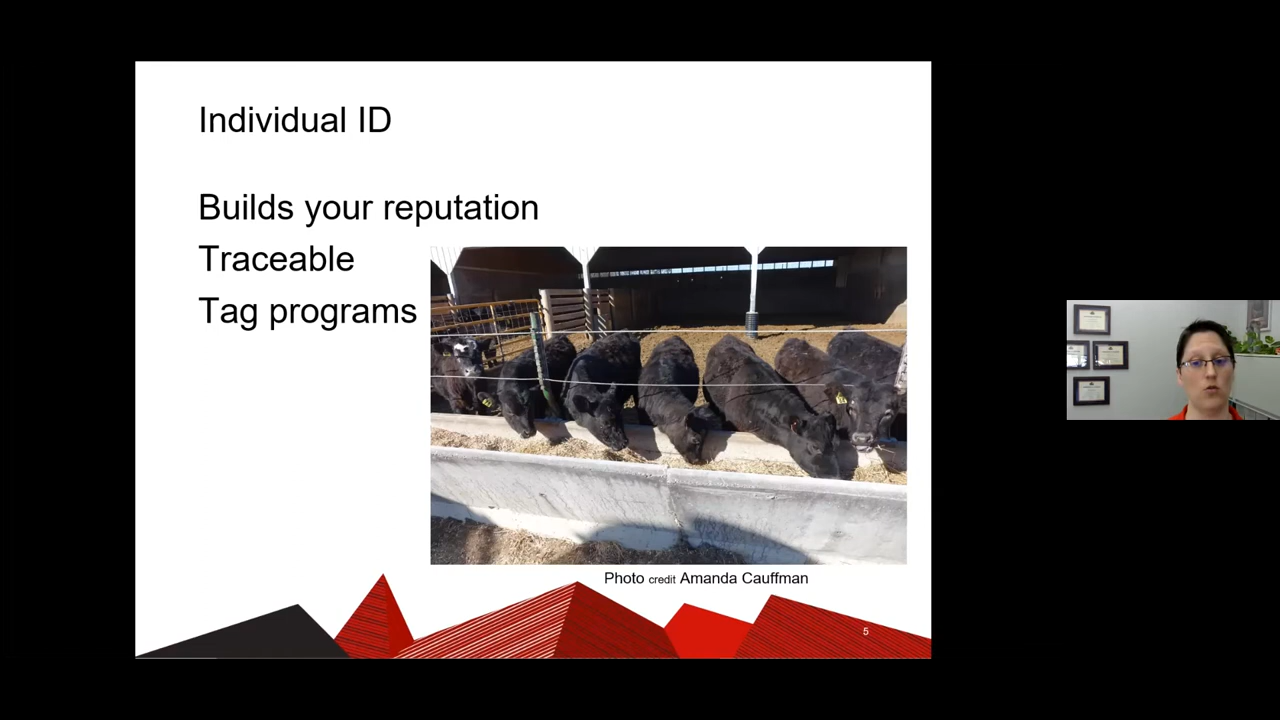 Individual ID
Builds your reputation
Traceable
Tag programs
Photo credit Amanda Cauffman
5